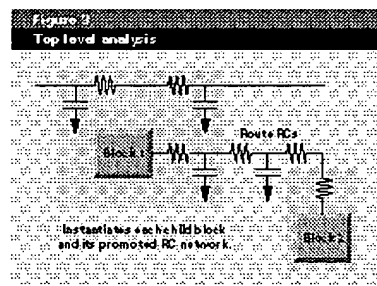 Figure 3
Top level analysis
Route RCs
Block 1
Instantiates each child block
and its promoted RC network.
Block 2